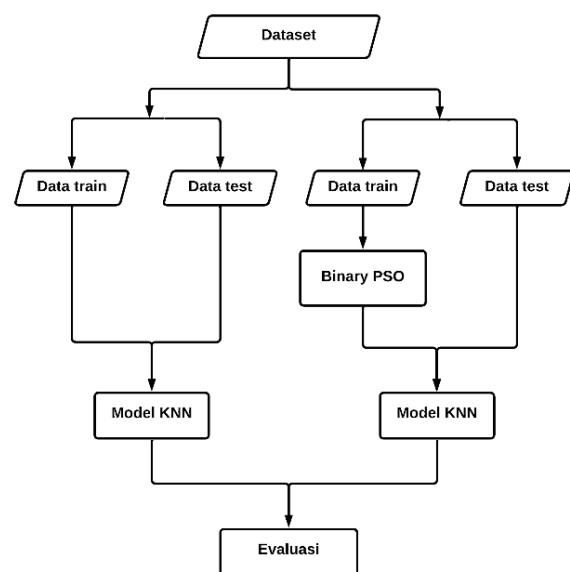 Dataset
Data train
Data test
Data train
Data test
Binary PSO
Model KNN
Model KNN
Evaluasi